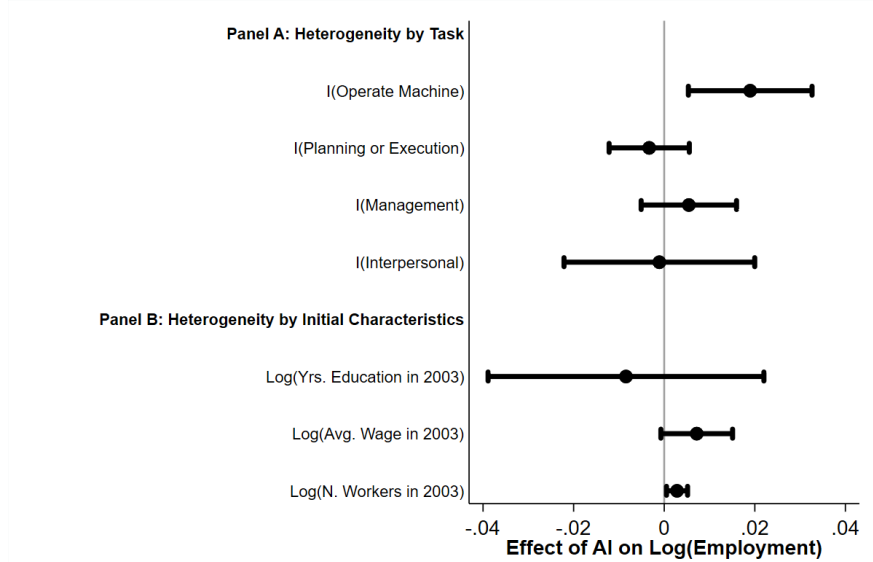 Panel A: Heterogeneity by Task
I(Operate Machine)
I(Planning or Execution)
I(Management)
I(Interpersonal)
Panel B: Heterogeneity by Initial Characteristics
Log(Yrs. Education in 2003)
Log(Avg. Wage in 2003)
Log(N. Workers in 2003)
-.04 -.02 0 .02 .04
Effect of AI on Log(Employment)